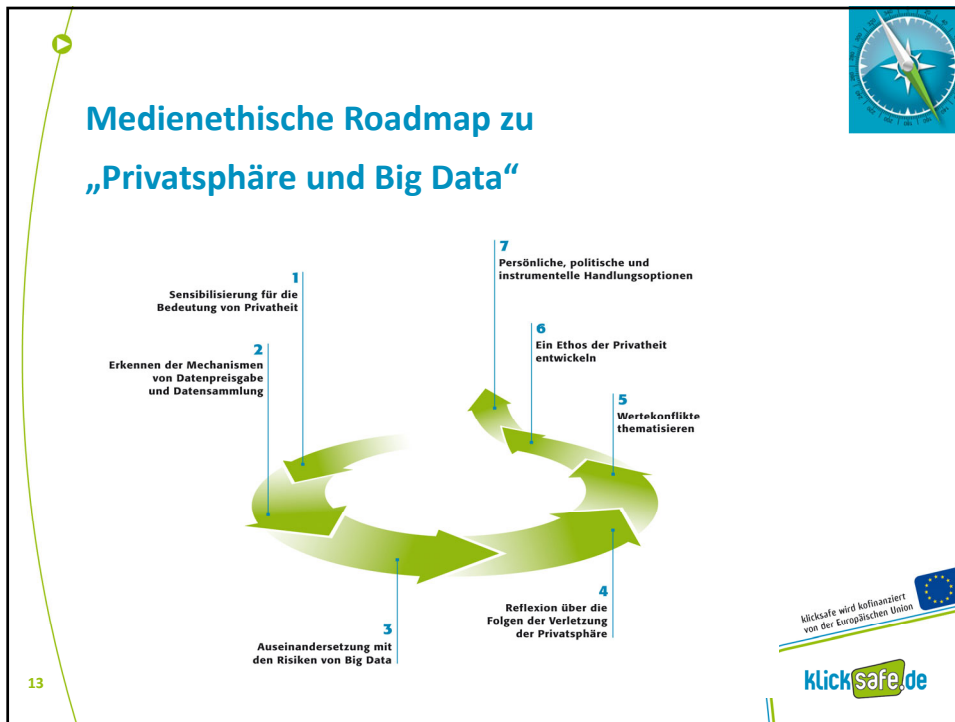 Medienethische Roadmap zu
„Privatsphäre und Big Data“
1
Sensibilisierung für die
Bedeutung von Privatheit
2
Erkennen der Mechanismen
von Datenpreisgabe
und Datensammlung
3
Auseinandersetzung mit
den Risiken von Big Data
4
Reflexion über die
Folgen der Verletzung
der Privatsphäre
5
Wertekonflikte
thematisieren
6
Ein Ethos der Privatheit
entwickeln
7
Persönliche, politische und
instrumentelle Handlungsoptionen
klicksafe wird kofinanziert
von der Europäischen Union
klicksafe.de
13